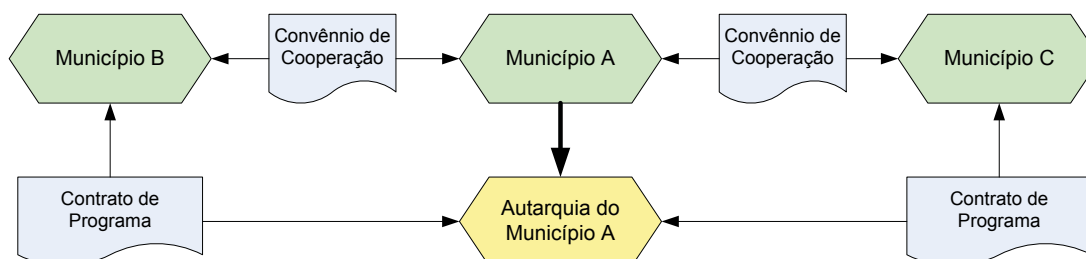 Município B
Convênnio de
Cooperação
Município A
Convênnio de
Cooperação
Município C
Contrato de
Programa
Autarquia do
Município A
Contrato de
Programa